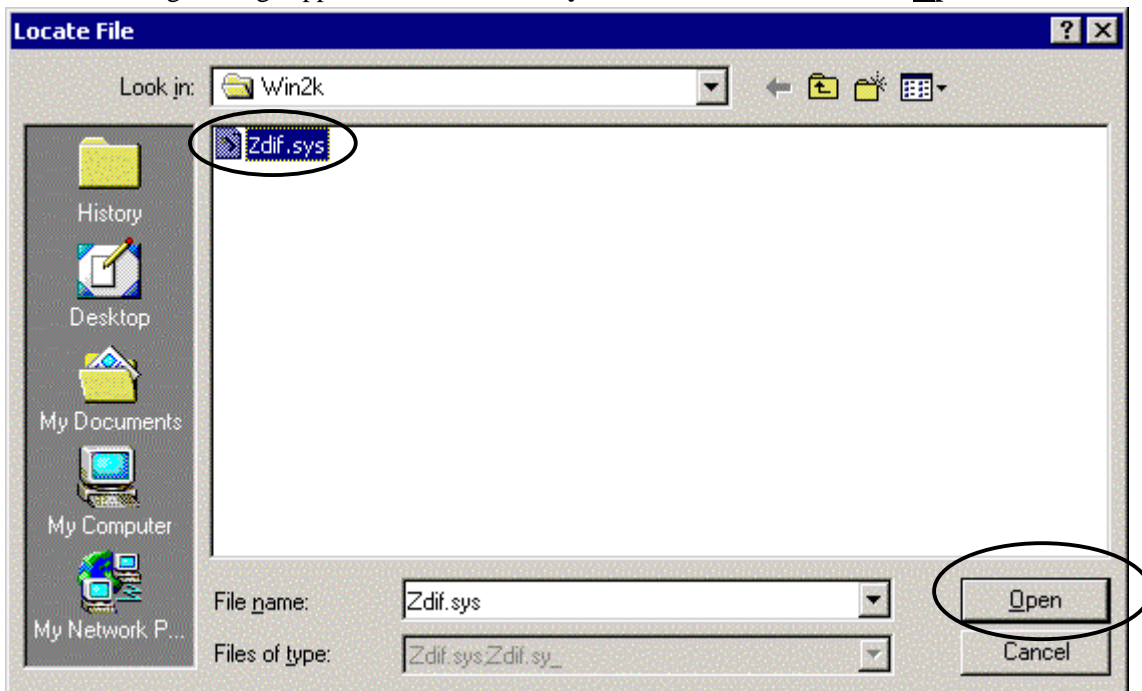 Locate File
Look in: Win2k
Zdif.sys
History
Desktop
My Documents
My Computer
My Network P...
File name: Zdif.sys Open
Files of type: Zdif.sys;Zdif.sy_ Cancel